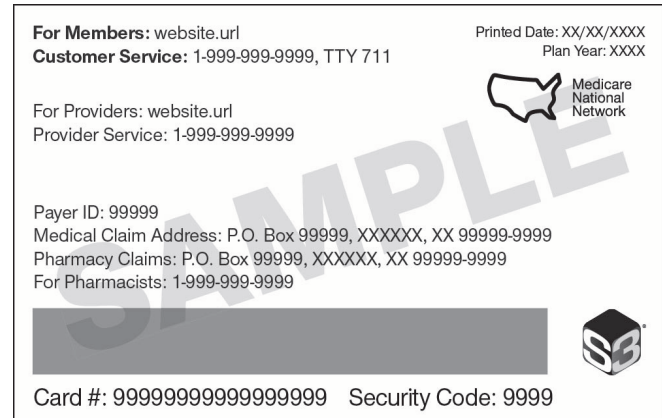 For Members: website.url
Customer Service: 1-999-999-9999, TTY 711
Printed Date: XX/XX/XXXX
Plan Year: XXXX
Medicare
National
Network
For Providers: website.url
Provider Service: 1-999-999-9999
SAMPLE
Payer ID: 99999
Medical Claim Address: P.O. Box 99999, XXXXXX, XX 99999-9999
Pharmacy Claims: P.O. Box 99999, XXXXXX, XX 99999-9999
For Pharmacists: 1-999-999-9999
S3
Card #: 99999999999999999 Security Code: 9999